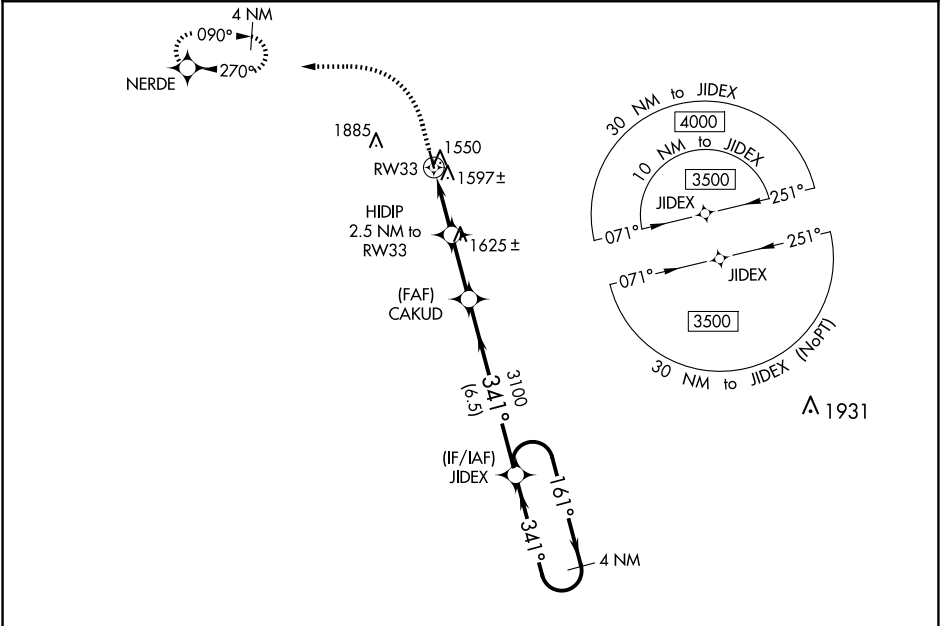 4 NM
090°
270°
NERDE
1885
1550
RW33
1597±
HIDIP
2.5 NM to
RW33
1625±
(FAF)
CAKUD
3100
341°
(6.5)
(IF/IAF)
JIDEX
161°
341°
4 NM
30 NM to JIDEX
4000
10 NM to JIDEX
3500
JIDEX
251°
071°
251°
071°
JIDEX
3500
30 NM to JIDEX (NoPT)
1931